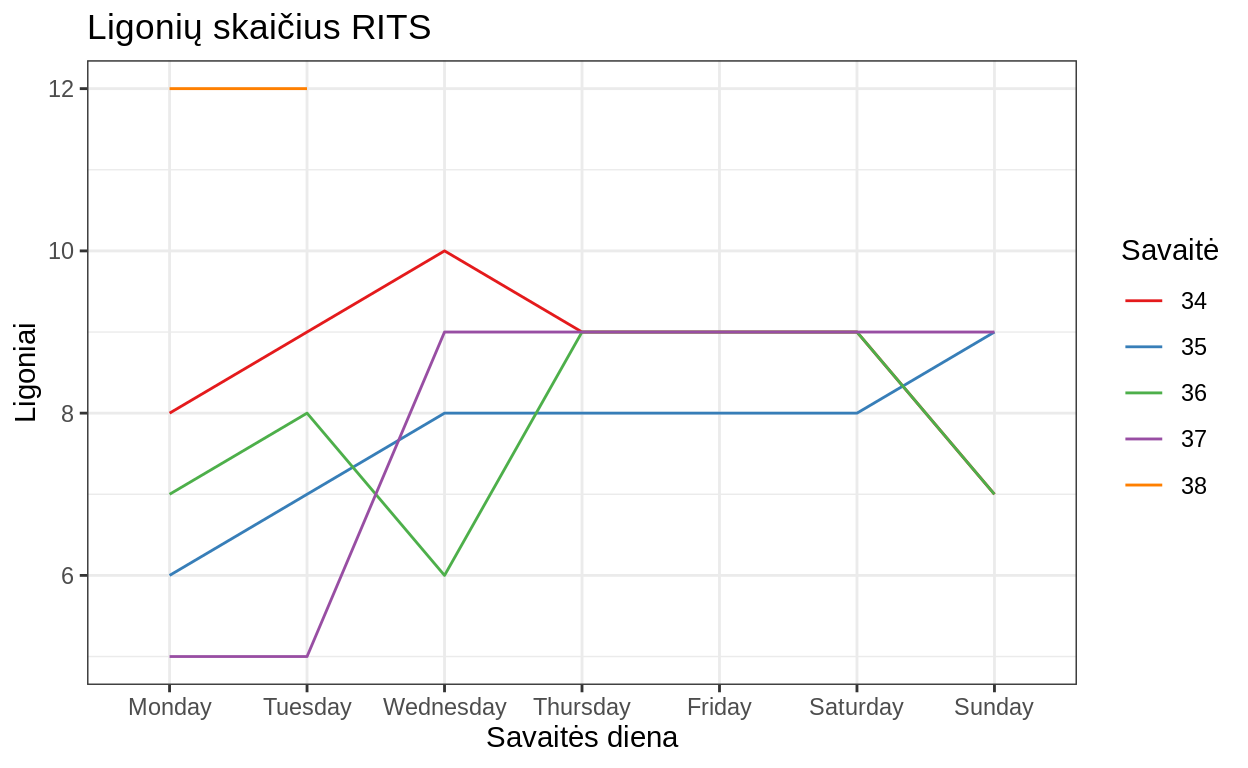 Ligonių skaičius RITS
12
10
8
6
Ligoniai
Monday Tuesday Wednesday Thursday Friday Saturday Sunday
Savaitės diena
Savaitė
34
35
36
37
38